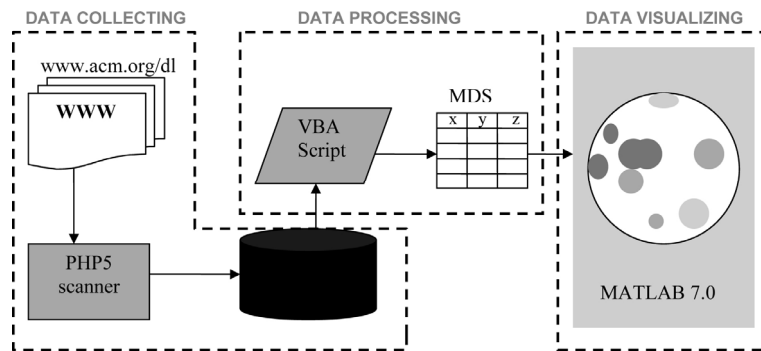 DATA COLLECTING
DATA PROCESSING
DATA VISUALIZING
www.acm.org/dl
WWW
PHP5
scanner
VBA
Script
MDS
x y z
MATLAB 7.0